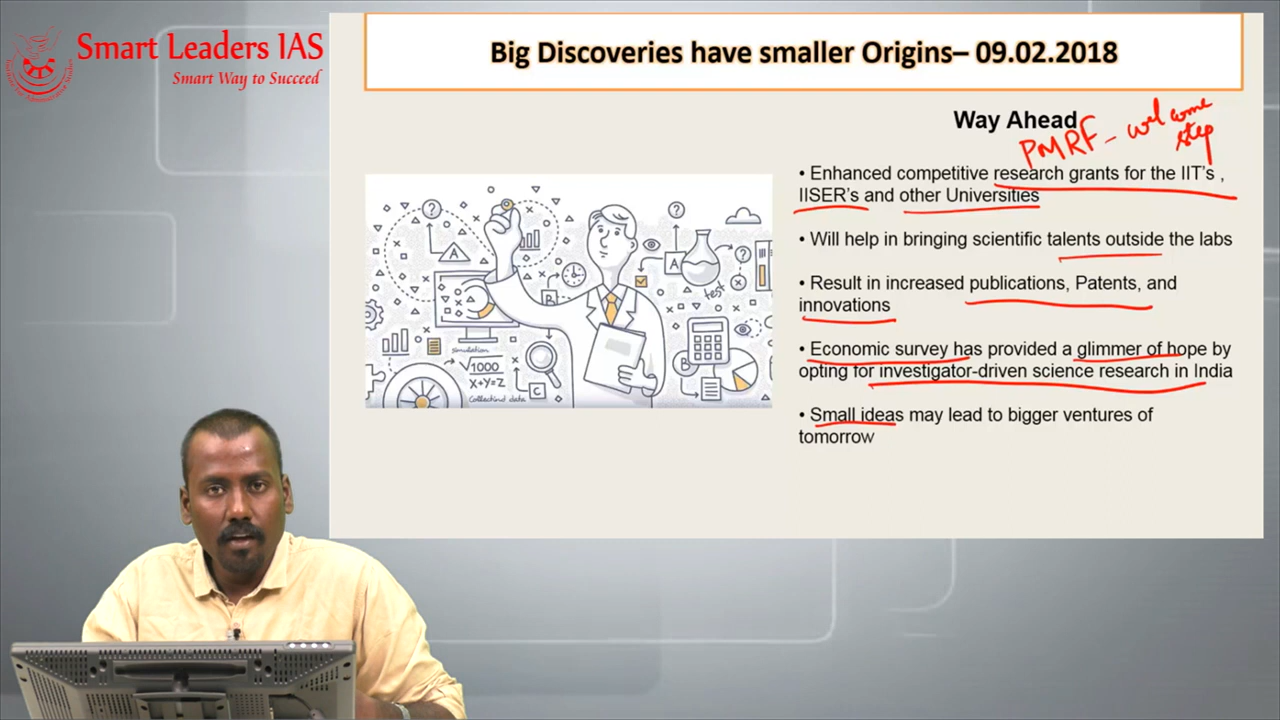 Smart Leaders IAS
Smart Way to Succeed
Big Discoveries have smaller Origins– 09.02.2018
Way Ahead
PMRF – welcome
step
• Enhanced competitive research grants for the IIT's ,
IISER's and other Universities
• Will help in bringing scientific talents outside the labs
• Result in increased publications, Patents, and
innovations
• Economic survey has provided a glimmer of hope by
opting for investigator-driven science research in India
• Small ideas may lead to bigger ventures of
tomorrow
?
?
A
A
?
B
test
simulation
√1000
X+Y=Z
C
D
Collecting data